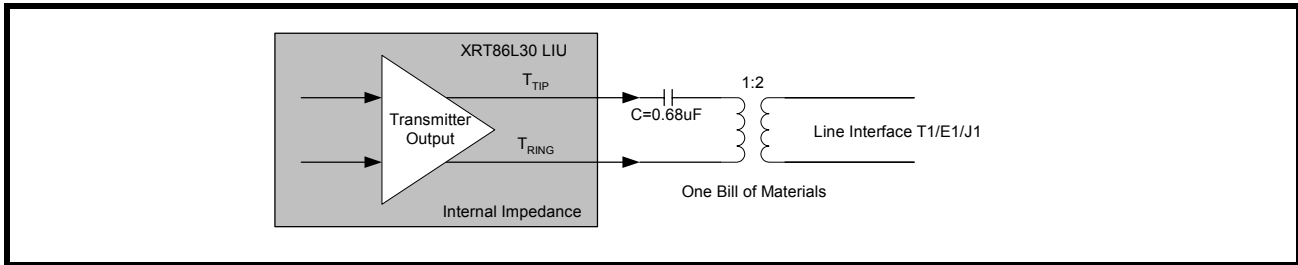 XRT86L30 LIU
TTIP
1:2
C=0.68uF
Transmitter
Output
Line Interface T1/E1/J1
TRING
One Bill of Materials
Internal Impedance